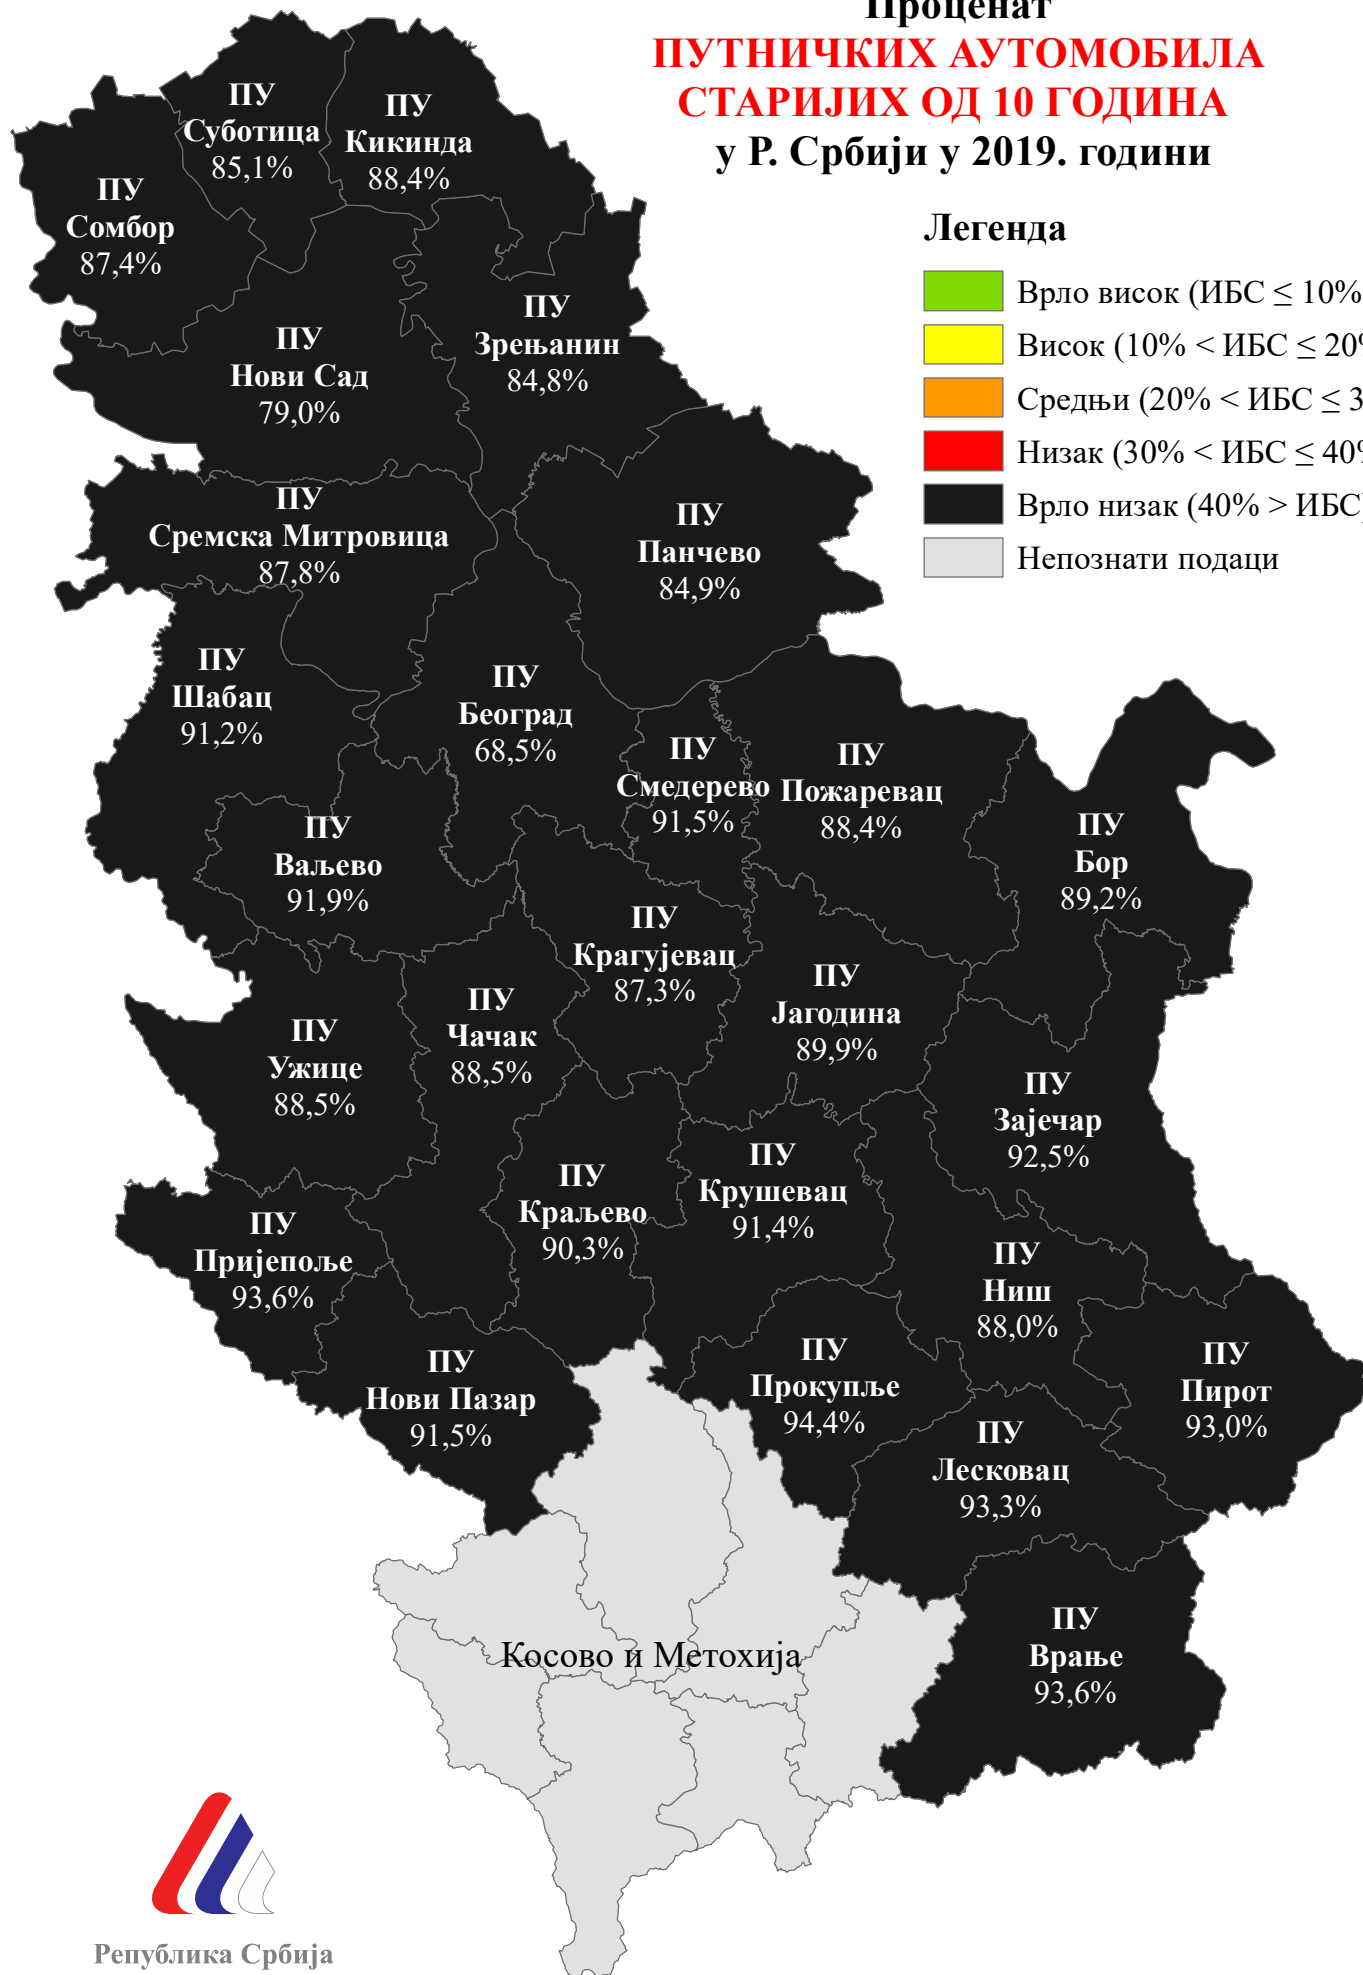 Проценат
ПУТНИЧКИХ АУТОМОБИЛА
СТАРИЈИХ ОД 10 ГОДИНА
у Р. Србији у 2019. години
Легенда
Врло висок (ИБС ≤ 10%
Висок (10% < ИБС ≤ 20%
Средњи (20% < ИБС ≤ 3
Низак (30% < ИБС ≤ 40%
Врло низак (40% > ИБС)
Непознати подаци
ПУ
Суботица
85,1%
ПУ
Кикинда
88,4%
ПУ
Сомбор
87,4%
ПУ
Зрењанин
84,8%
ПУ
Нови Сад
79,0%
ПУ
Сремска Митровица
87,8%
ПУ
Панчево
84,9%
ПУ
Шабац
91,2%
ПУ
Београд
68,5%
ПУ
Смедерево
91,5%
ПУ
Пожаревац
88,4%
ПУ
Бор
89,2%
ПУ
Ваљево
91,9%
ПУ
Крагујевац
87,3%
ПУ
Јагодина
89,9%
ПУ
Чачак
88,5%
ПУ
Ужице
88,5%
ПУ
Зајечар
92,5%
ПУ
Крушевац
91,4%
ПУ
Краљево
90,3%
ПУ
Пријепоље
93,6%
ПУ
Ниш
88,0%
ПУ
Прокупље
94,4%
ПУ
Пирот
93,0%
ПУ
Нови Пазар
91,5%
ПУ
Лесковац
93,3%
ПУ
Врање
93,6%
Косово и Метохија
Република Србија